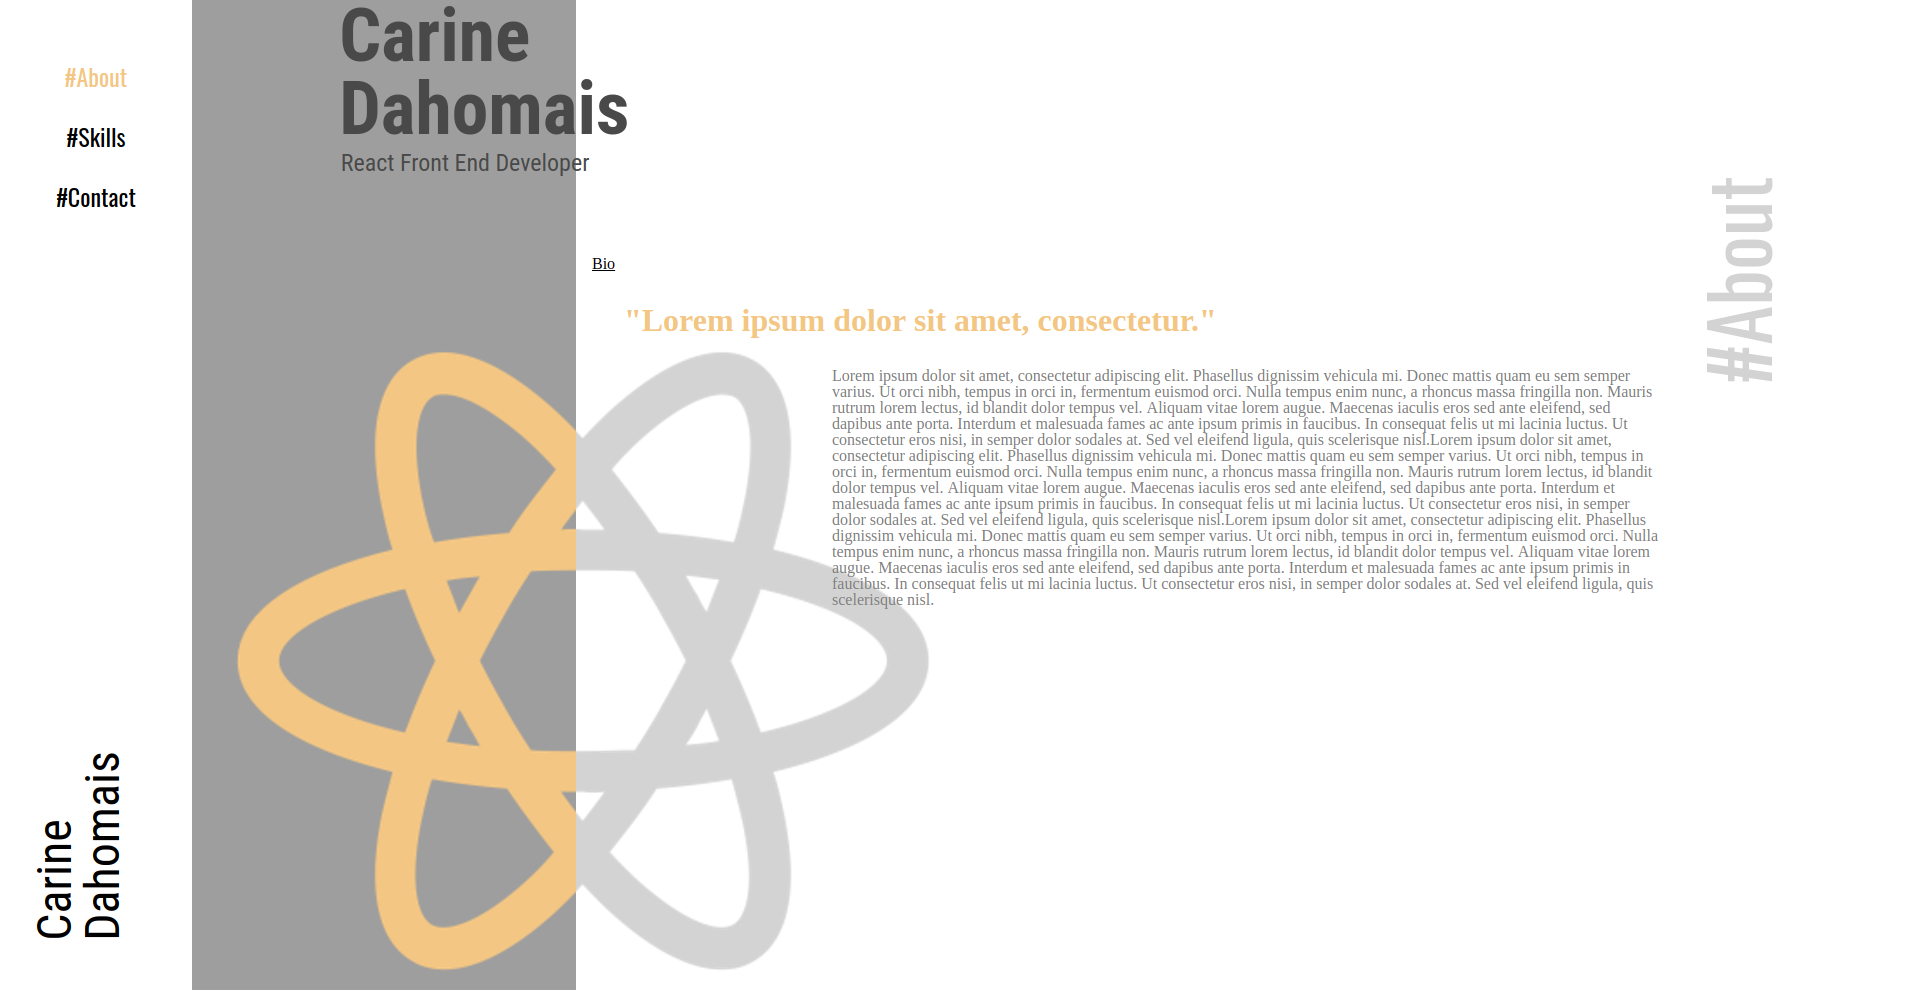 #About
#Skills
#Contact
Carine
Dahomais
Carine
Dahomais
React Front End Developer
Bio
"Lorem ipsum dolor sit amet, consectetur."
Lorem ipsum dolor sit amet, consectetur adipiscing elit. Phasellus dignissim vehicula mi. Donec mattis quam eu sem semper
varius. Ut orci nibh, tempus in orci in, fermentum euismod orci. Nulla tempus enim nunc, a rhoncus massa fringilla non. Mauris
rutrum lorem lectus, id blandit dolor tempus vel. Aliquam vitae lorem augue. Maecenas iaculis eros sed ante eleifend, sed
dapibus ante porta. Interdum et malesuada fames ac ante ipsum primis in faucibus. In consequat felis ut mi lacinia luctus. Ut
consectetur eros nisi, in semper dolor sodales at. Sed vel eleifend ligula, quis scelerisque nisl.Lorem ipsum dolor sit amet,
consectetur adipiscing elit. Phasellus dignissim vehicula mi. Donec mattis quam eu sem semper varius. Ut orci nibh, tempus in
orci in, fermentum euismod orci. Nulla tempus enim nunc, a rhoncus massa fringilla non. Mauris rutrum lorem lectus, id blandit
dolor tempus vel. Aliquam vitae lorem augue. Maecenas iaculis eros sed ante eleifend, sed dapibus ante porta. Interdum et
malesuada fames ac ante ipsum primis in faucibus. In consequat felis ut mi lacinia luctus. Ut consectetur eros nisi, in semper
dolor sodales at. Sed vel eleifend ligula, quis scelerisque nisl.Lorem ipsum dolor sit amet, consectetur adipiscing elit. Phasellus
dignissim vehicula mi. Donec mattis quam eu sem semper varius. Ut orci nibh, tempus in orci in, fermentum euismod orci. Nulla
tempus enim nunc, a rhoncus massa fringilla non. Mauris rutrum lorem lectus, id blandit dolor tempus vel. Aliquam vitae lorem
augue. Maecenas iaculis eros sed ante eleifend, sed dapibus ante porta. Interdum et malesuada fames ac ante ipsum primis in
faucibus. In consequat felis ut mi lacinia luctus. Ut consectetur eros nisi, in semper dolor sodales at. Sed vel eleifend ligula, quis
scelerisque nisl.
#About